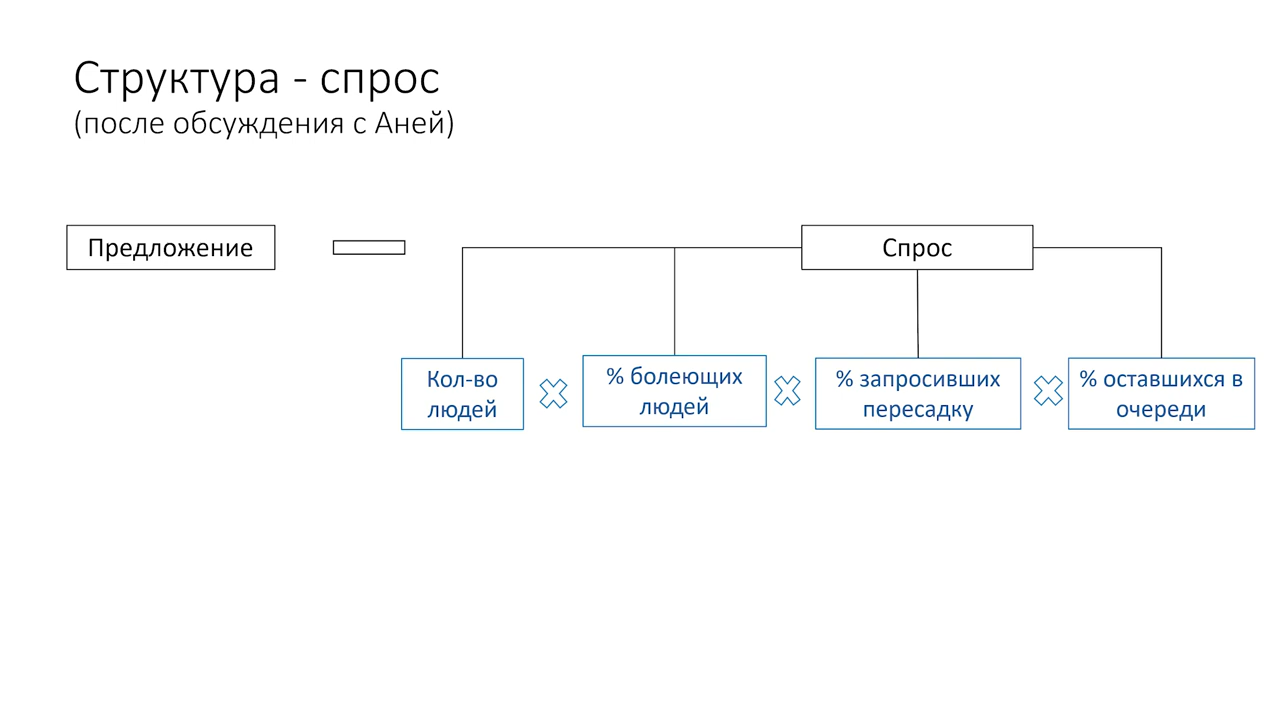 Структура - спрос
(после обсуждения с Аней)
Предложение
Спрос
Кол-во
людей
% болеющих
людей
% запросивших
пересадку
% оставшихся в
очереди